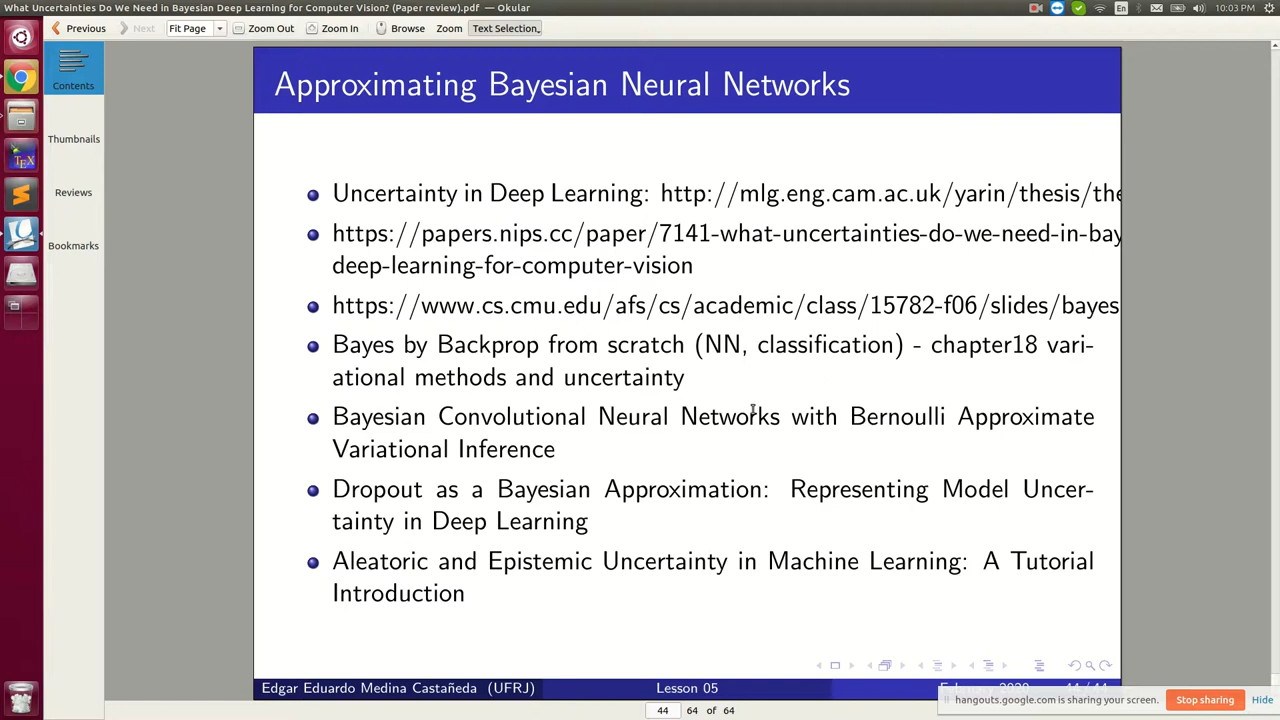 What Uncertainties Do We Need in Bayesian Deep Learning for Computer Vision? (Paper review).pdf - Okular
En
10:03 PM
Previous
Next
Fit Page
Zoom Out
Zoom In
Browse
Zoom
Text Selection
Contents
Thumbnails
Reviews
Bookmarks
TEX
Approximating Bayesian Neural Networks
Uncertainty in Deep Learning: http://mlg.eng.cam.ac.uk/yarin/thesis/the
https://papers.nips.cc/paper/7141-what-uncertainties-do-we-need-in-bay
deep-learning-for-computer-vision
https://www.cs.cmu.edu/afs/cs/academic/class/15782-f06/slides/bayes
Bayes by Backprop from scratch (NN, classification) - chapter18 vari-
ational methods and uncertainty
Bayesian Convolutional Neural Networks with Bernoulli Approximate
Variational Inference
Dropout as a Bayesian Approximation: Representing Model Uncer-
tainty in Deep Learning
Aleatoric and Epistemic Uncertainty in Machine Learning: A Tutorial
Introduction
Edgar Eduardo Medina Castañeda (UFRJ)
Lesson 05
February 2020
44 / 44
hangouts.google.com is sharing your screen.
Stop sharing
Hide
44
64 of 64